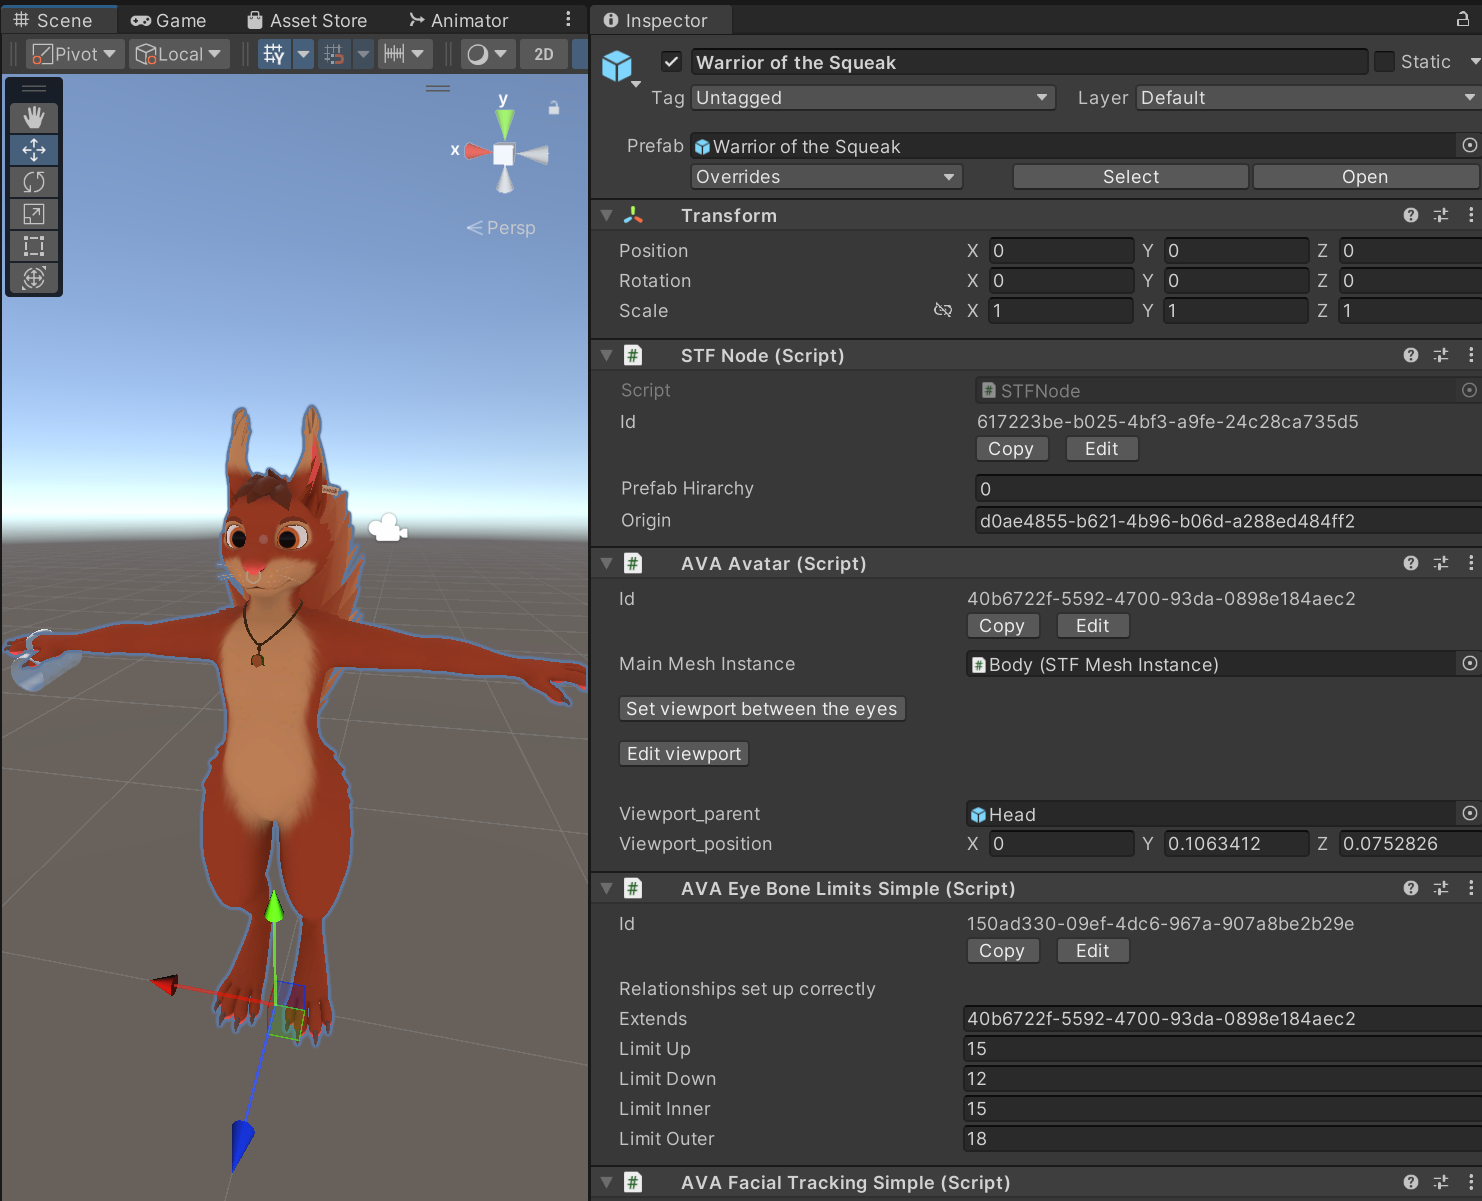 Scene Game Asset Store Animator
Pivot Local 2D
y
x
Persp
Inspector
Warrior of the Squeak Static
Tag Untagged Layer Default
Prefab Warrior of the Squeak
Overrides Select Open
Transform
Position X 0 Y 0 Z 0
Rotation X 0 Y 0 Z 0
Scale X 1 Y 1 Z 1
# STF Node (Script)
Script # STFNode
Id 617223be-b025-4bf3-a9fe-24c28ca735d5
Copy Edit
Prefab Hirarchy 0
Origin d0ae4855-b621-4b96-b06d-a288ed484ff2
# AVA Avatar (Script)
Id 40b6722f-5592-4700-93da-0898e184aec2
Copy Edit
Main Mesh Instance # Body (STF Mesh Instance)
Set viewport between the eyes
Edit viewport
Viewport_parent Head
Viewport_position X 0 Y 0.1063412 Z 0.0752826
# AVA Eye Bone Limits Simple (Script)
Id 150ad330-09ef-4dc6-967a-907a8be2b29e
Copy Edit
Relationships set up correctly
Extends 40b6722f-5592-4700-93da-0898e184aec2
Limit Up 15
Limit Down 12
Limit Inner 15
Limit Outer 18
# AVA Facial Tracking Simple (Script)